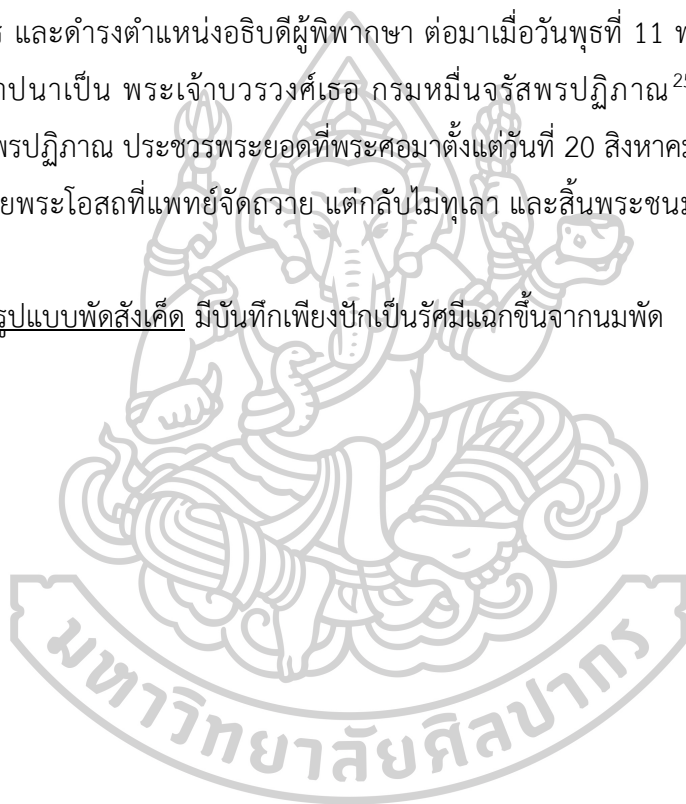 และดำรงตำแหน่งอธิบดีผู้พิพากษา ต่อมาเมื่อวันพุธที่ 11
ปนาเป็น พระเจ้าบวรวงศ์เธอ กรมหมื่นจรัสพรปฏิภาณ 25
พรปฏิภาณ ประชวรพระยอดที่พระศอมาตั้งแต่วันที่ 20 สิงหาคม
ยพระโอสถที่แพทย์จัดถวาย แต่กลับไม่ทุเลา และสิ้นพระชนม
รูปแบบพัดสังเค็ด มีบันทึกเพียงปักเป็นรัศมีแฉกขึ้นจากนมพัด
มหาวิทยาลัยศิลปากร